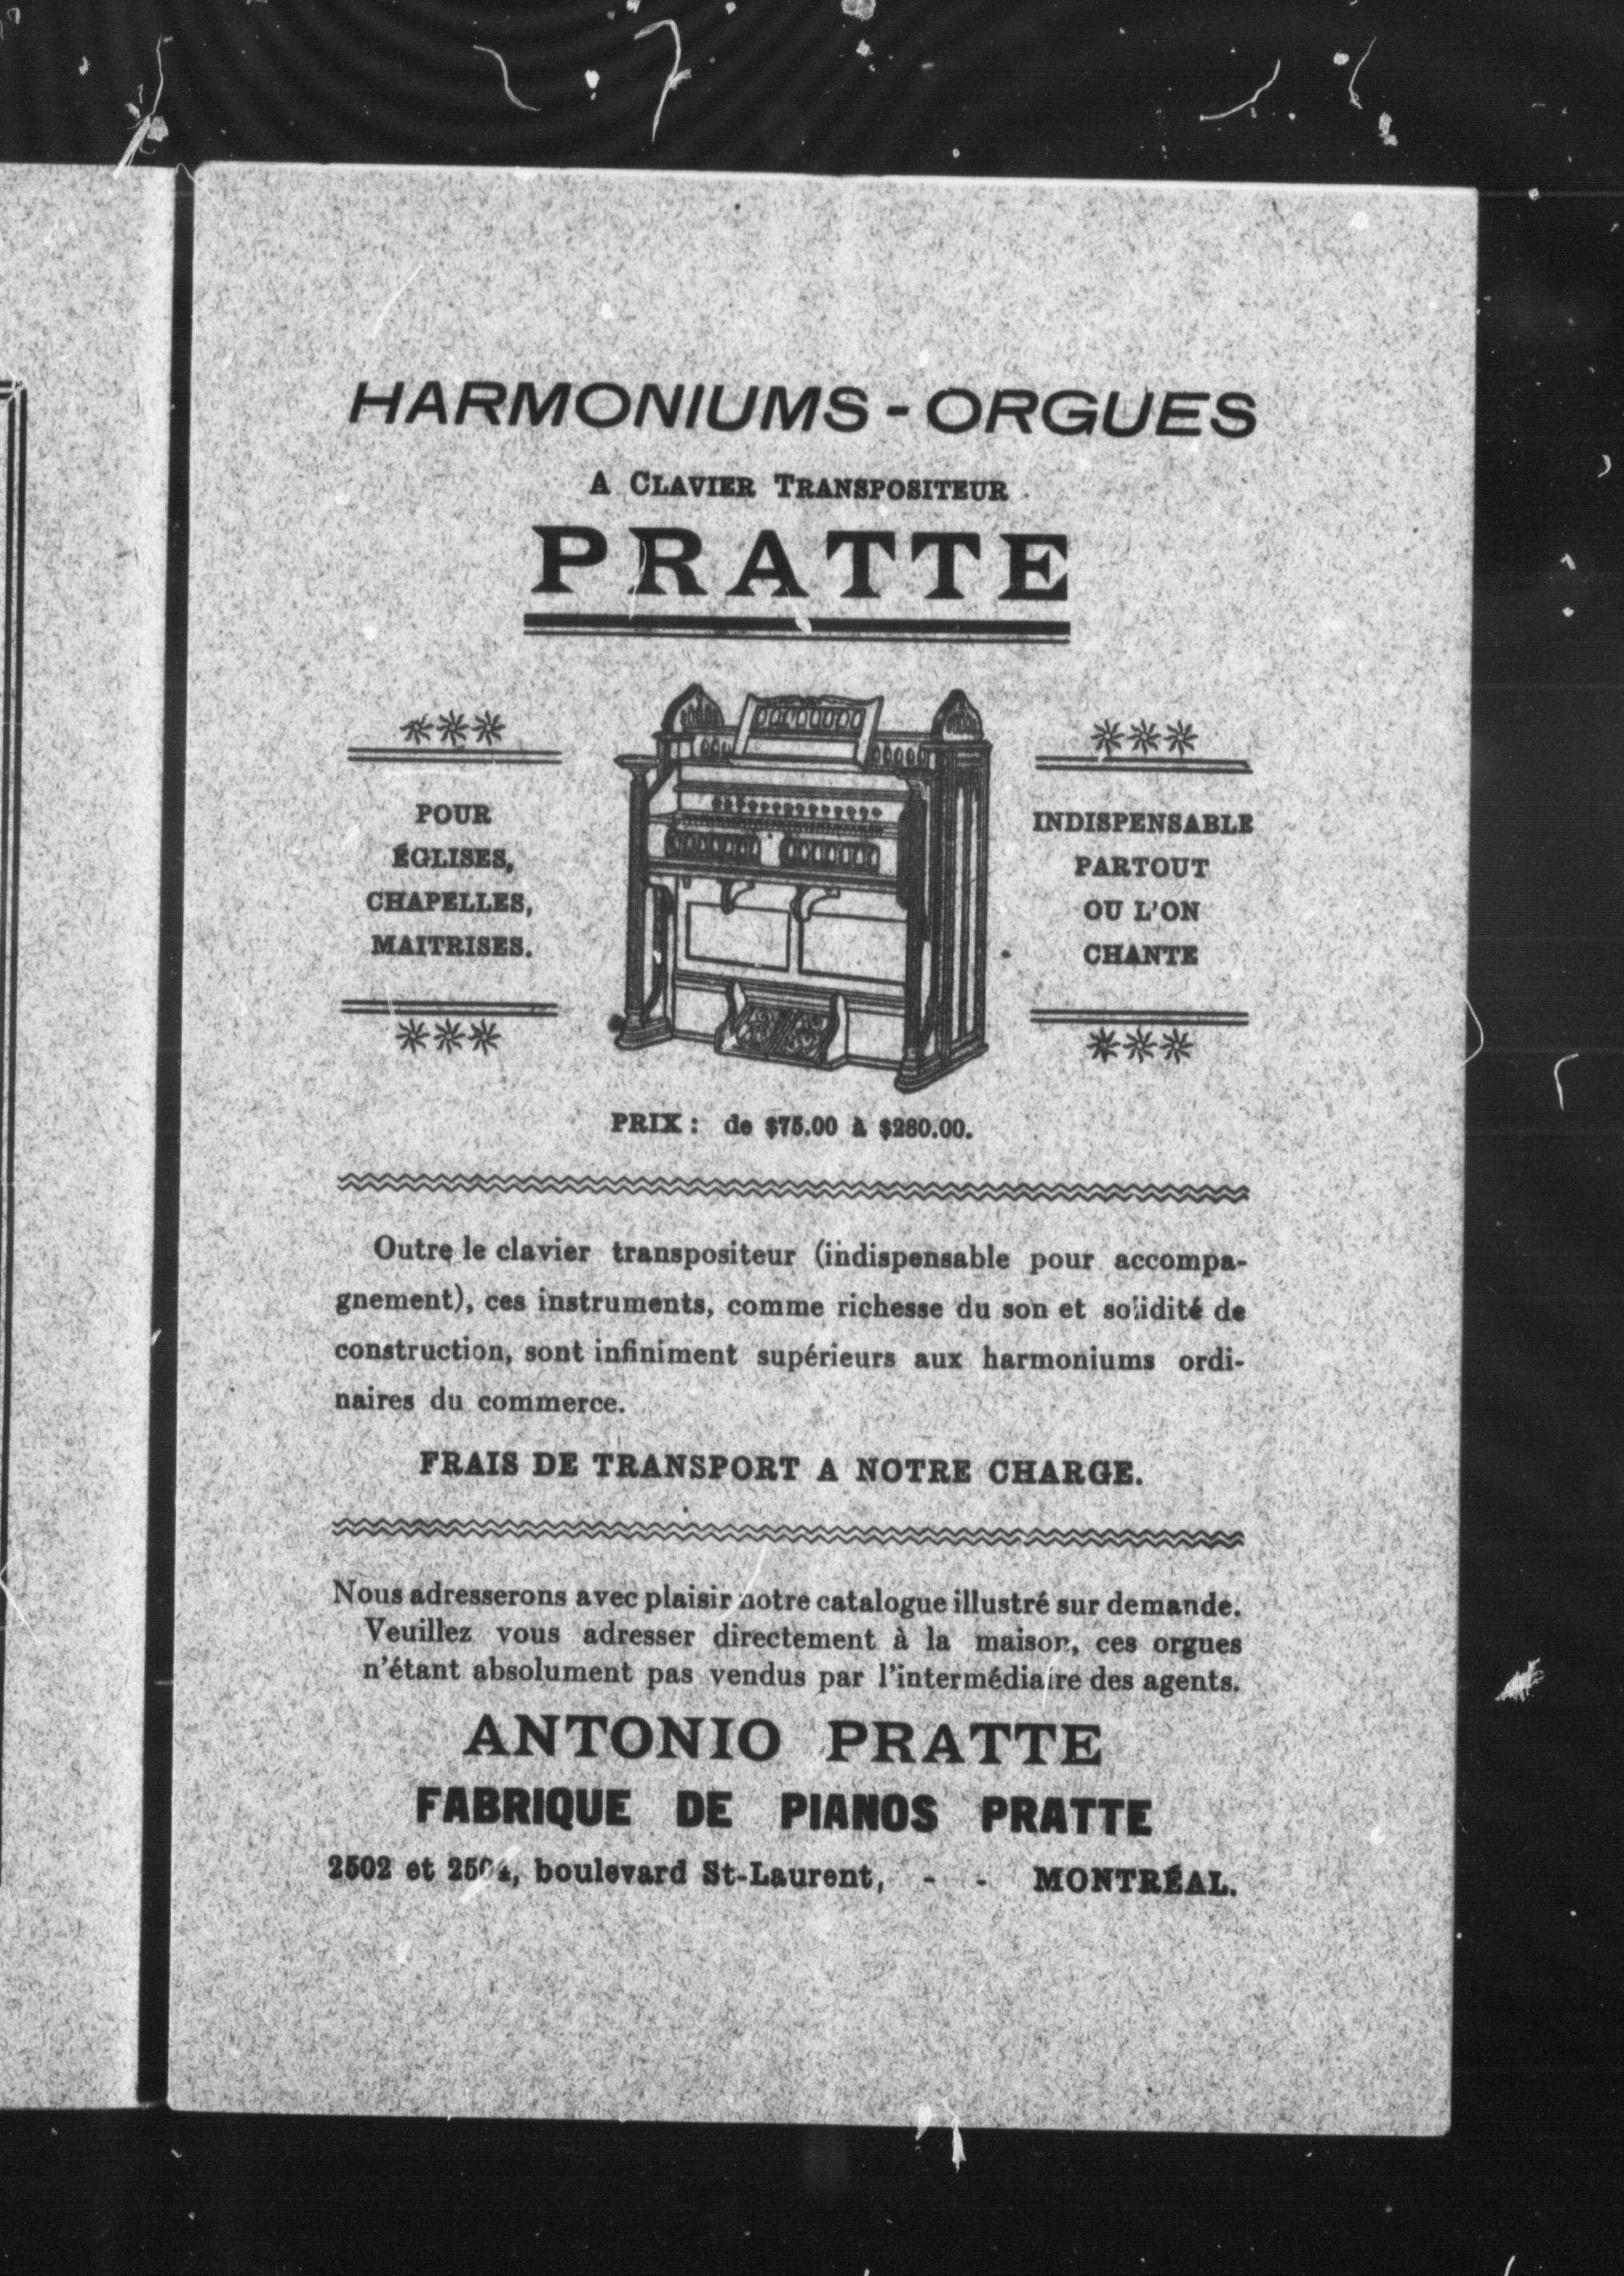 HARMONIUMS - ORGUES
A CLAVIER TRANSPOSITEUR
PRATTE
POUR
ÉGLISES,
CHAPELLES,
MAITRISES.
INDISPENSABLE
PARTOUT
OU L'ON
CHANTE
PRIX : de $75.00 à $280.00.
Outre le clavier transpositeur (indispensable pour accompa-
gnement), ces instruments, comme richesse du son et solidité de
construction, sont infiniment supérieurs aux harmoniums ordi-
naires du commerce.
FRAIS DE TRANSPORT A NOTRE CHARGE.
Nous adresserons avec plaisir notre catalogue illustré sur demande.
Veuillez vous adresser directement à la maison, ces orgues
n'étant absolument pas vendus par l'intermédiaire des agents.
ANTONIO PRATTE
FABRIQUE DE PIANOS PRATTE
2502 et 2504, boulevard St-Laurent, - - MONTRÉAL.